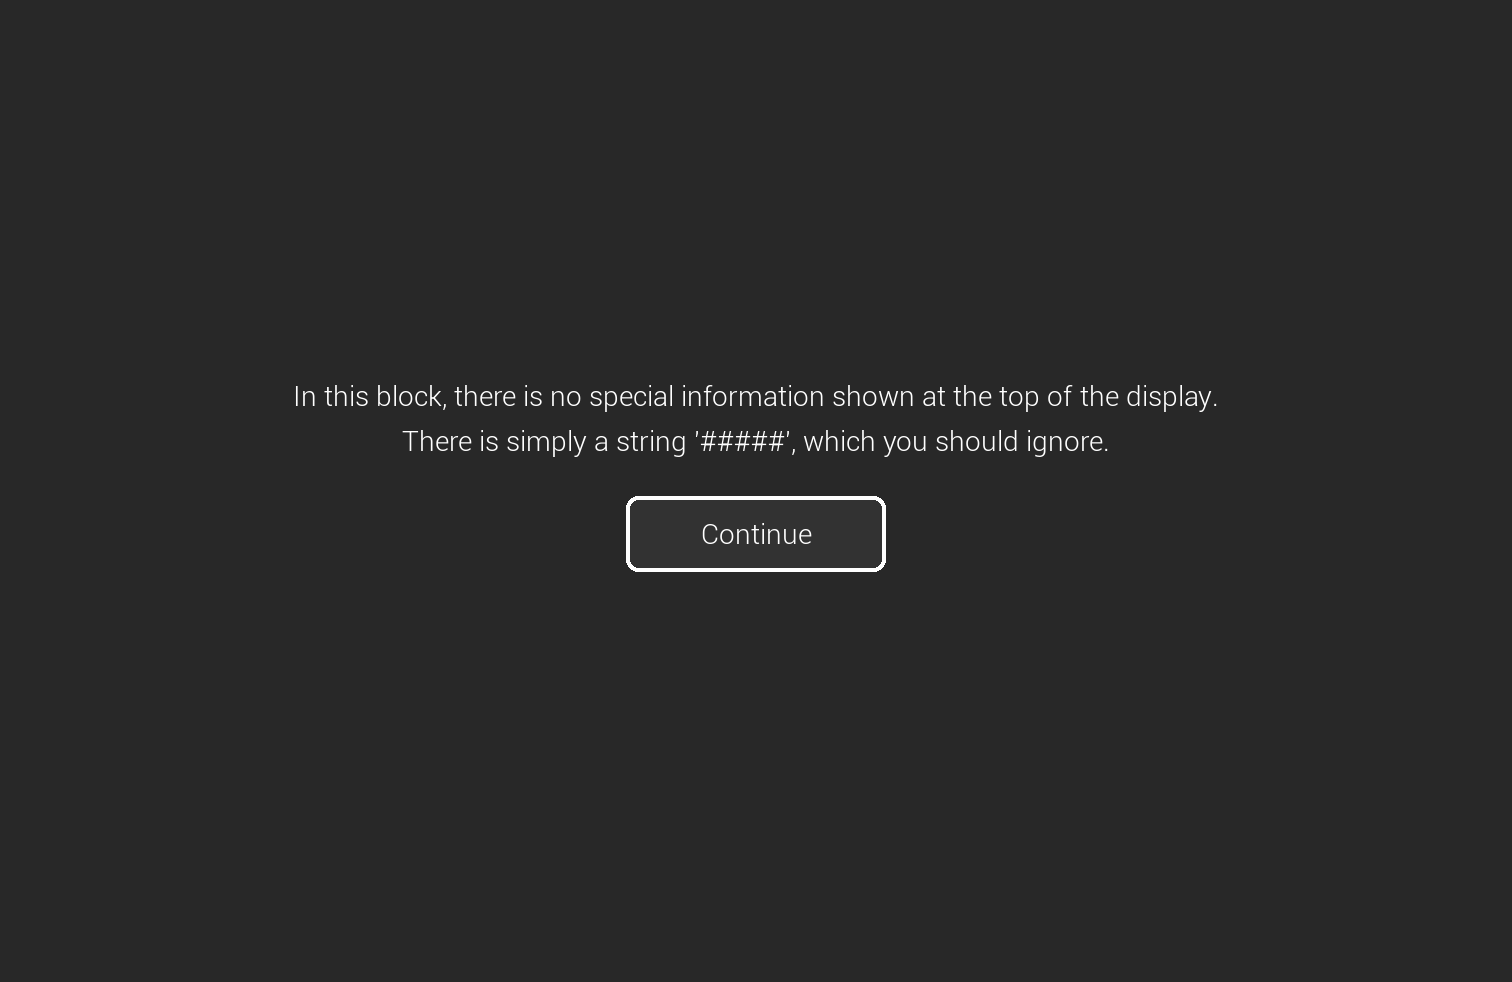 In this block, there is no special information shown at the top of the display.
There is simply a string '#####', which you should ignore.
Continue